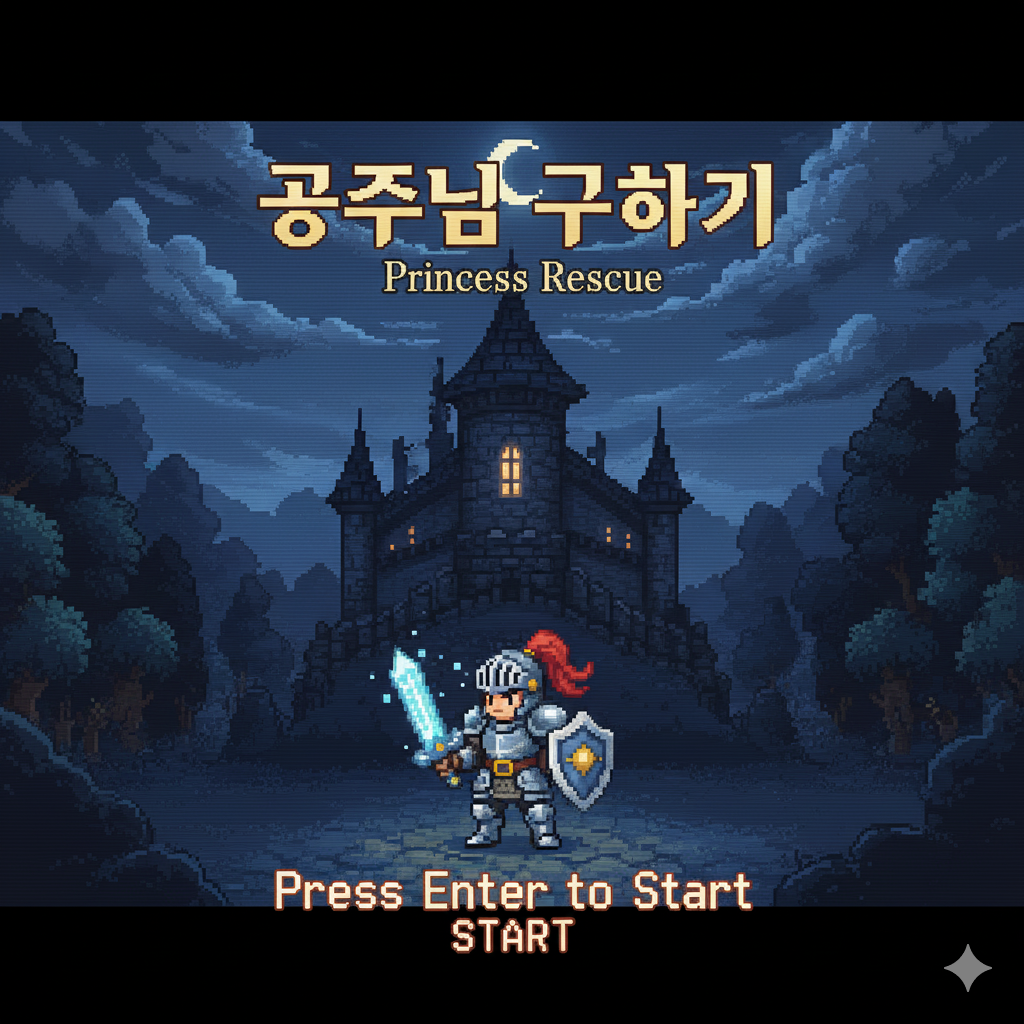 공주님 구하기
Princess Rescue
Press Enter to Start
START